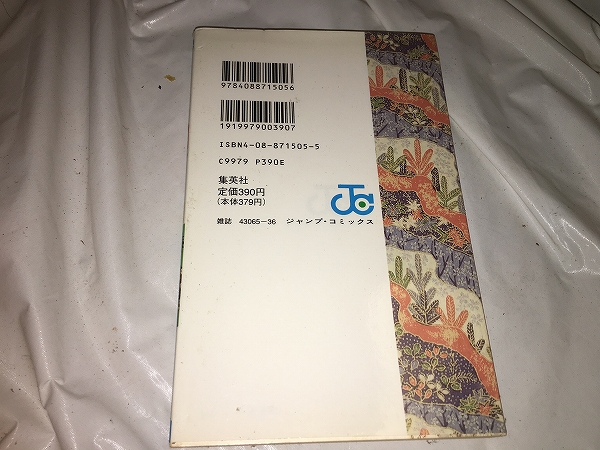 9784088715056
1919979003907
ISBN4-08-871505-5
C9979 P390E
集英社
定価390円
(本体379円)
JC
雑誌 43065-36 ジャンプ・コミックス